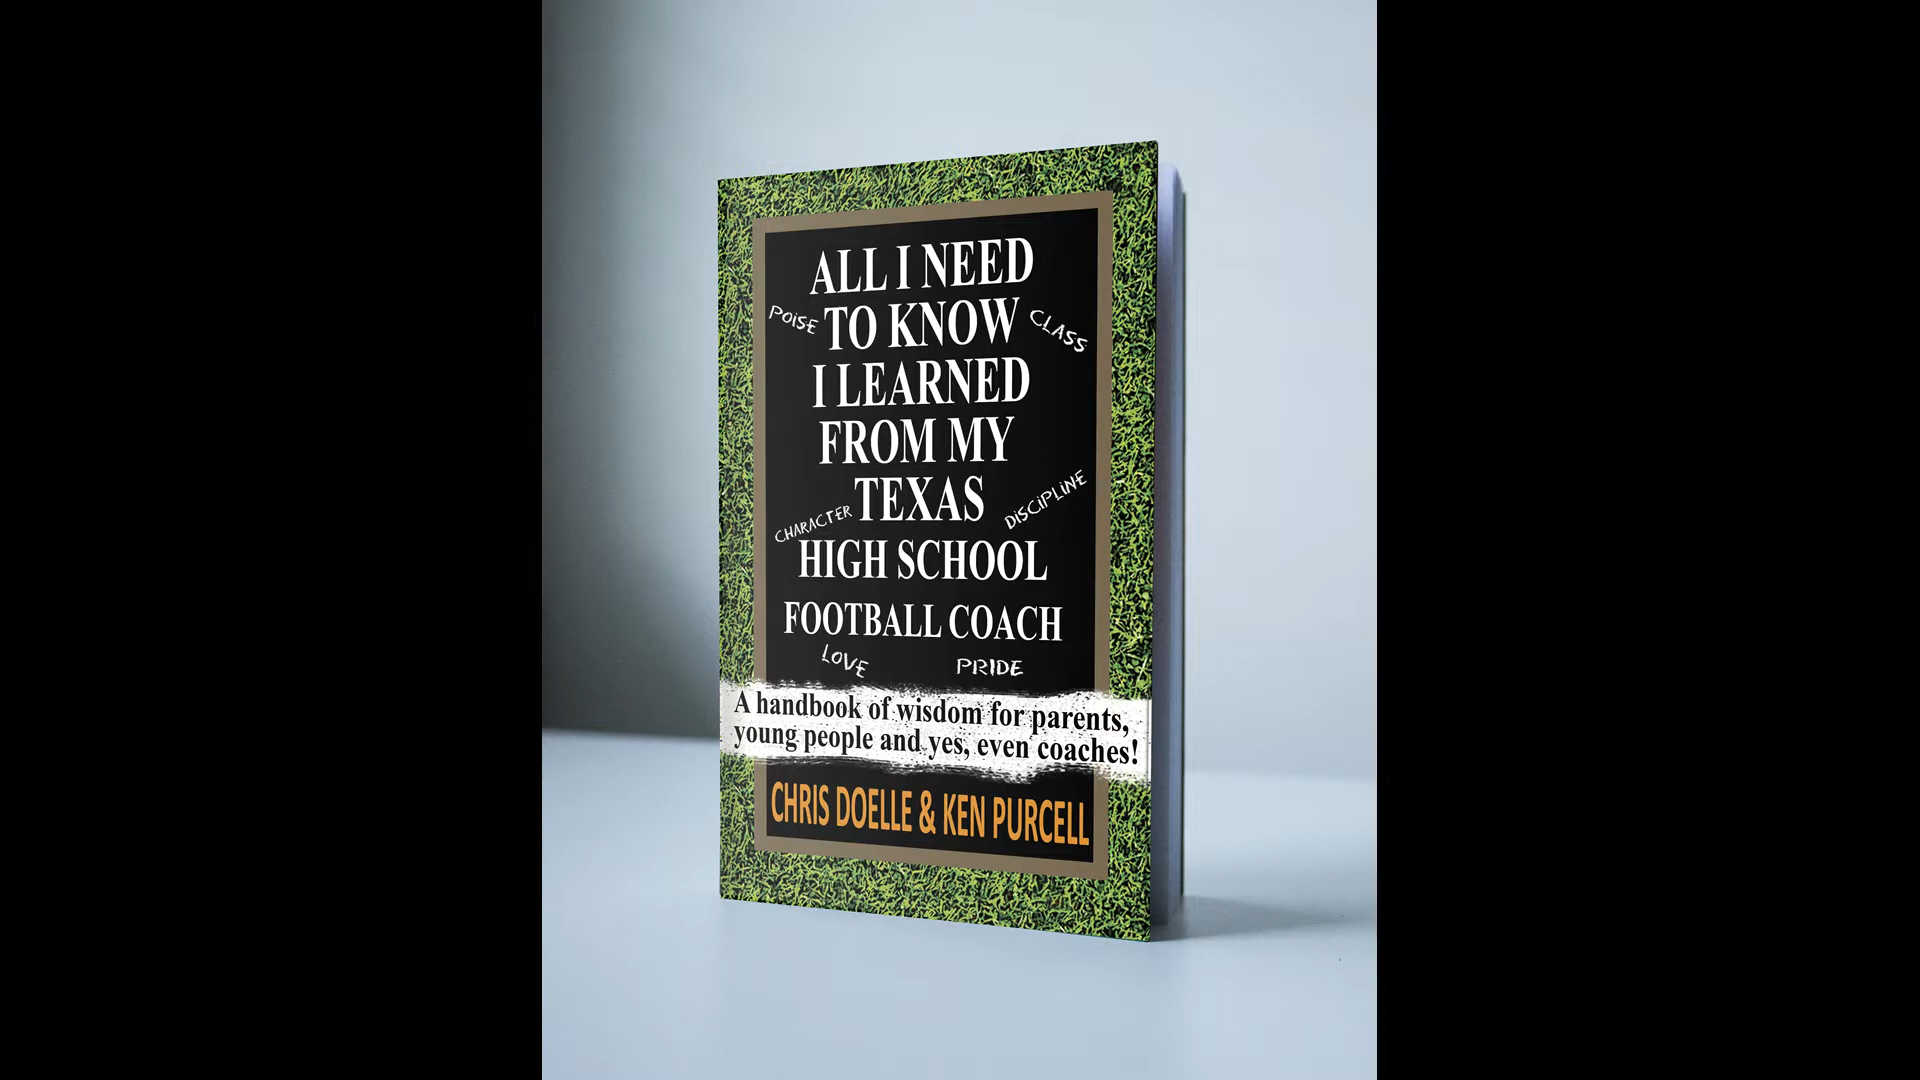 ALL I NEED
POISE TO KNOW CLASS
I LEARNED
FROM MY
CHARACTER TEXAS DISCIPLINE
HIGH SCHOOL
FOOTBALL COACH
LOVE PRIDE
A handbook of wisdom for parents,
young people and yes, even coaches!
CHRIS DOELLE & KEN PURCELL